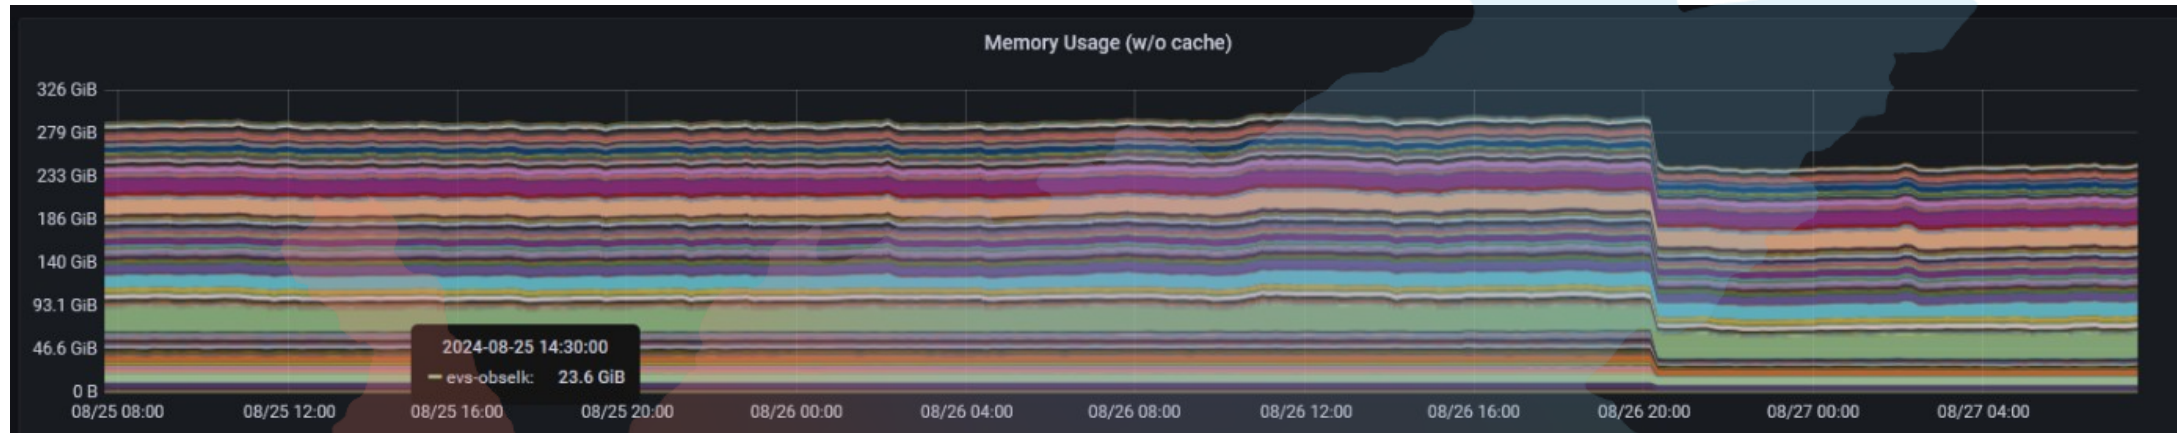 Memory Usage (w/o cache)
326 GiB
279 GiB
233 GiB
186 GiB
140 GiB
93.1 GiB
46.6 GiB
0 B
2024-08-25 14:30:00
evs-obselk: 23.6 GiB
08/25 08:00 08/25 12:00 08/25 16:00 08/25 20:00 08/26 00:00 08/26 04:00 08/26 08:00 08/26 12:00 08/26 16:00 08/26 20:00 08/27 00:00 08/27 04:00